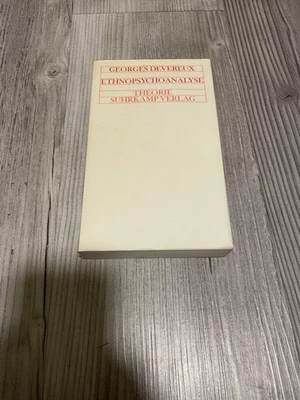 GEORGES DEVEREUX
ETHNOPSYCHOANALYSE
THEORIE
SUHRKAMP VERLAG